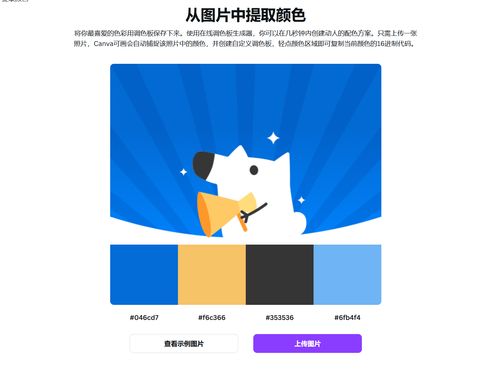 从图片中提取颜色
将你最喜爱的色彩用调色板保存下来。使用在线调色板生成器，你可以在几秒钟内创建动人的配色方案。只需上传一张
照片，Canva可画会自动捕捉该照片中的颜色，并创建自定义调色板，轻点颜色区域即可复制当前颜色的16进制代码。
#046cd7
#f6c366
#353536
#6fb4f4
查看示例图片
上传图片